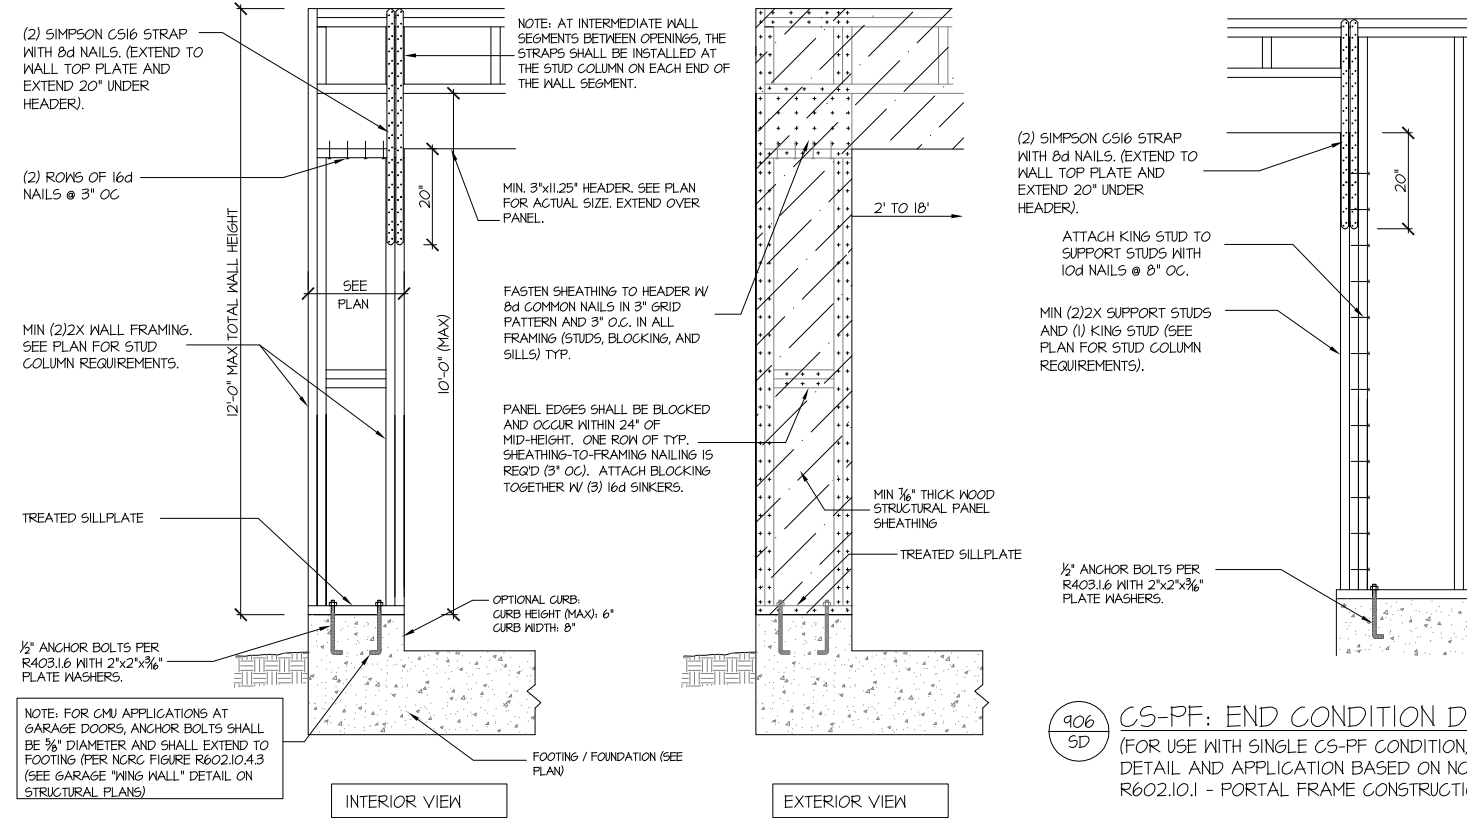 (2) SIMPSON CS16 STRAP
WITH 8d NAILS. (EXTEND TO
WALL TOP PLATE AND
EXTEND 20" UNDER
HEADER).
(2) ROWS OF 16d
NAILS @ 3" OC
12'-0" MAX TOTAL WALL HEIGHT
MIN (2)2X WALL FRAMING.
SEE PLAN FOR STUD
COLUMN REQUIREMENTS.
TREATED SILLPLATE
½" ANCHOR BOLTS PER
R403.1.6 WITH 2"x2"x3/16"
PLATE WASHERS.
NOTE: FOR CMU APPLICATIONS AT
GARAGE DOORS, ANCHOR BOLTS SHALL
BE ⅝" DIAMETER AND SHALL EXTEND TO
FOOTING (PER NCRC FIGURE R602.10.4.3
(SEE GARAGE "WING WALL" DETAIL ON
STRUCTURAL PLANS)
SEE
PLAN
20"
10'-0" (MAX)
NOTE: AT INTERMEDIATE WALL
SEGMENTS BETWEEN OPENINGS, THE
STRAPS SHALL BE INSTALLED AT
THE STUD COLUMN ON EACH END OF
THE WALL SEGMENT.
MIN. 3"x11.25" HEADER. SEE PLAN
FOR ACTUAL SIZE. EXTEND OVER
PANEL.
FASTEN SHEATHING TO HEADER W/
8d COMMON NAILS IN 3" GRID
PATTERN AND 3" O.C. IN ALL
FRAMING (STUDS, BLOCKING, AND
SILLS) TYP.
PANEL EDGES SHALL BE BLOCKED
AND OCCUR WITHIN 24" OF
MID-HEIGHT. ONE ROW OF TYP.
SHEATHING-TO-FRAMING NAILING IS
REQ'D (3" OC). ATTACH BLOCKING
TOGETHER W/ (3) 16d SINKERS.
OPTIONAL CURB:
CURB HEIGHT (MAX): 6"
CURB WIDTH: 8"
FOOTING / FOUNDATION (SEE
PLAN)
INTERIOR VIEW
2' TO 18'
MIN 7/16" THICK WOOD
STRUCTURAL PANEL
SHEATHING
TREATED SILLPLATE
EXTERIOR VIEW
(2) SIMPSON CS16 STRAP
WITH 8d NAILS. (EXTEND TO
WALL TOP PLATE AND
EXTEND 20" UNDER
HEADER).
20"
ATTACH KING STUD TO
SUPPORT STUDS WITH
10d NAILS @ 8" OC.
MIN (2)2X SUPPORT STUDS
AND (1) KING STUD (SEE
PLAN FOR STUD COLUMN
REQUIREMENTS).
½" ANCHOR BOLTS PER
R403.1.6 WITH 2"x2"x3/16"
PLATE WASHERS.
906
SD
CS-PF: END CONDITION D
(FOR USE WITH SINGLE CS-PF CONDITION,
DETAIL AND APPLICATION BASED ON NC
R602.10.1 - PORTAL FRAME CONSTRUCTI